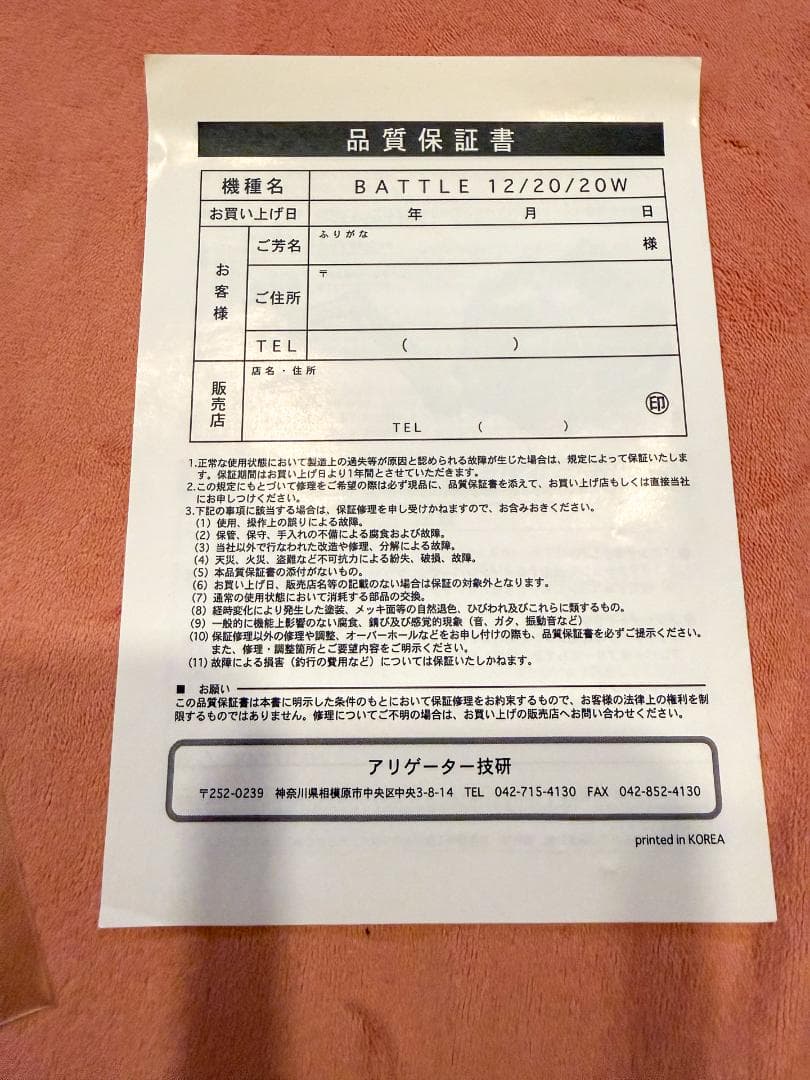 品質保証書
機種名 BATTLE 12/20/20W
お買い上げ日 年 月 日
お客様 ご芳名 ふりがな 様
ご住所 〒
TEL ( )
販売店 店名・住所
TEL ( ) ㊞
1.正常な使用状態において製造上の過失等が原因と認められる故障が生じた場合は、規定によって保証いたしま
す。保証期間はお買い上げ日より1年間とさせていただきます。
2.この規定にもとづいて修理をご希望の際は必ず現品に、品質保証書を添えて、お買い上げ店もしくは直接当社
にお申しつけください。
3.下記の事項に該当する場合は、保証修理を申し受けかねますので、お含みおきください。
(1) 使用、操作上の誤りによる故障。
(2) 保管、保守、手入れの不備による腐食および故障。
(3) 当社以外で行なわれた改造や修理、分解による故障。
(4) 天災、火災、盗難など不可抗力による紛失、破損、故障。
(5) 本品質保証書の添付がないもの。
(6) お買い上げ日、販売店名等の記載のない場合は保証の対象外となります。
(7) 通常の使用状態において消耗する部品の交換。
(8) 経時変化により発生した塗装、メッキ面等の自然退色、ひびわれ及びこれらに類するもの。
(9) 一般的に機能上影響のない腐食、錆び及び感覚的現象（音、ガタ、振動音など）
(10) 保証修理以外の修理や調整、オーバーホールなどをお申し付けの際も、品質保証書を必ずご提示ください。
また、修理・調整箇所とご要望内容をご明示ください。
(11) 故障による損害（釣行の費用など）については保証いたしかねます。
■ お願い
この品質保証書は本書に明示した条件のもとにおいて保証修理をお約束するもので、お客様の法律上の権利を制
限するものではありません。修理についてご不明の場合は、お買い上げの販売店へお問い合わせください。
アリゲーター技研
〒252-0239 神奈川県相模原市中央区中央3-8-14 TEL 042-715-4130 FAX 042-852-4130
printed in KOREA